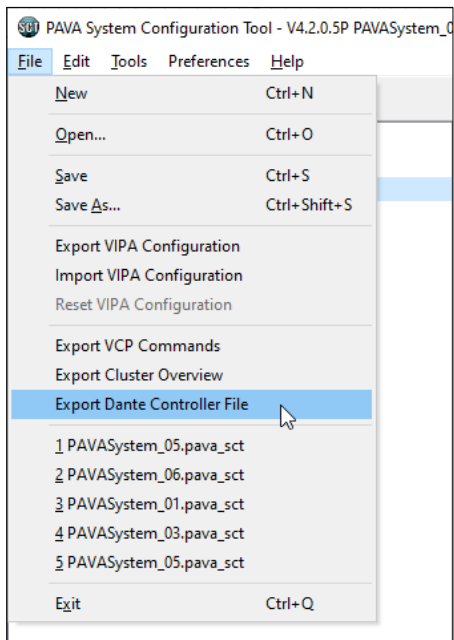 SCT PAVA System Configuration Tool - V4.2.0.5P PAVASystem_0
File Edit Tools Preferences Help
New Ctrl+N
Open... Ctrl+O
Save Ctrl+S
Save As... Ctrl+Shift+S
Export VIPA Configuration
Import VIPA Configuration
Reset VIPA Configuration
Export VCP Commands
Export Cluster Overview
Export Dante Controller File
1 PAVASystem_05.pava_sct
2 PAVASystem_06.pava_sct
3 PAVASystem_01.pava_sct
4 PAVASystem_03.pava_sct
5 PAVASystem_05.pava_sct
Exit Ctrl+Q